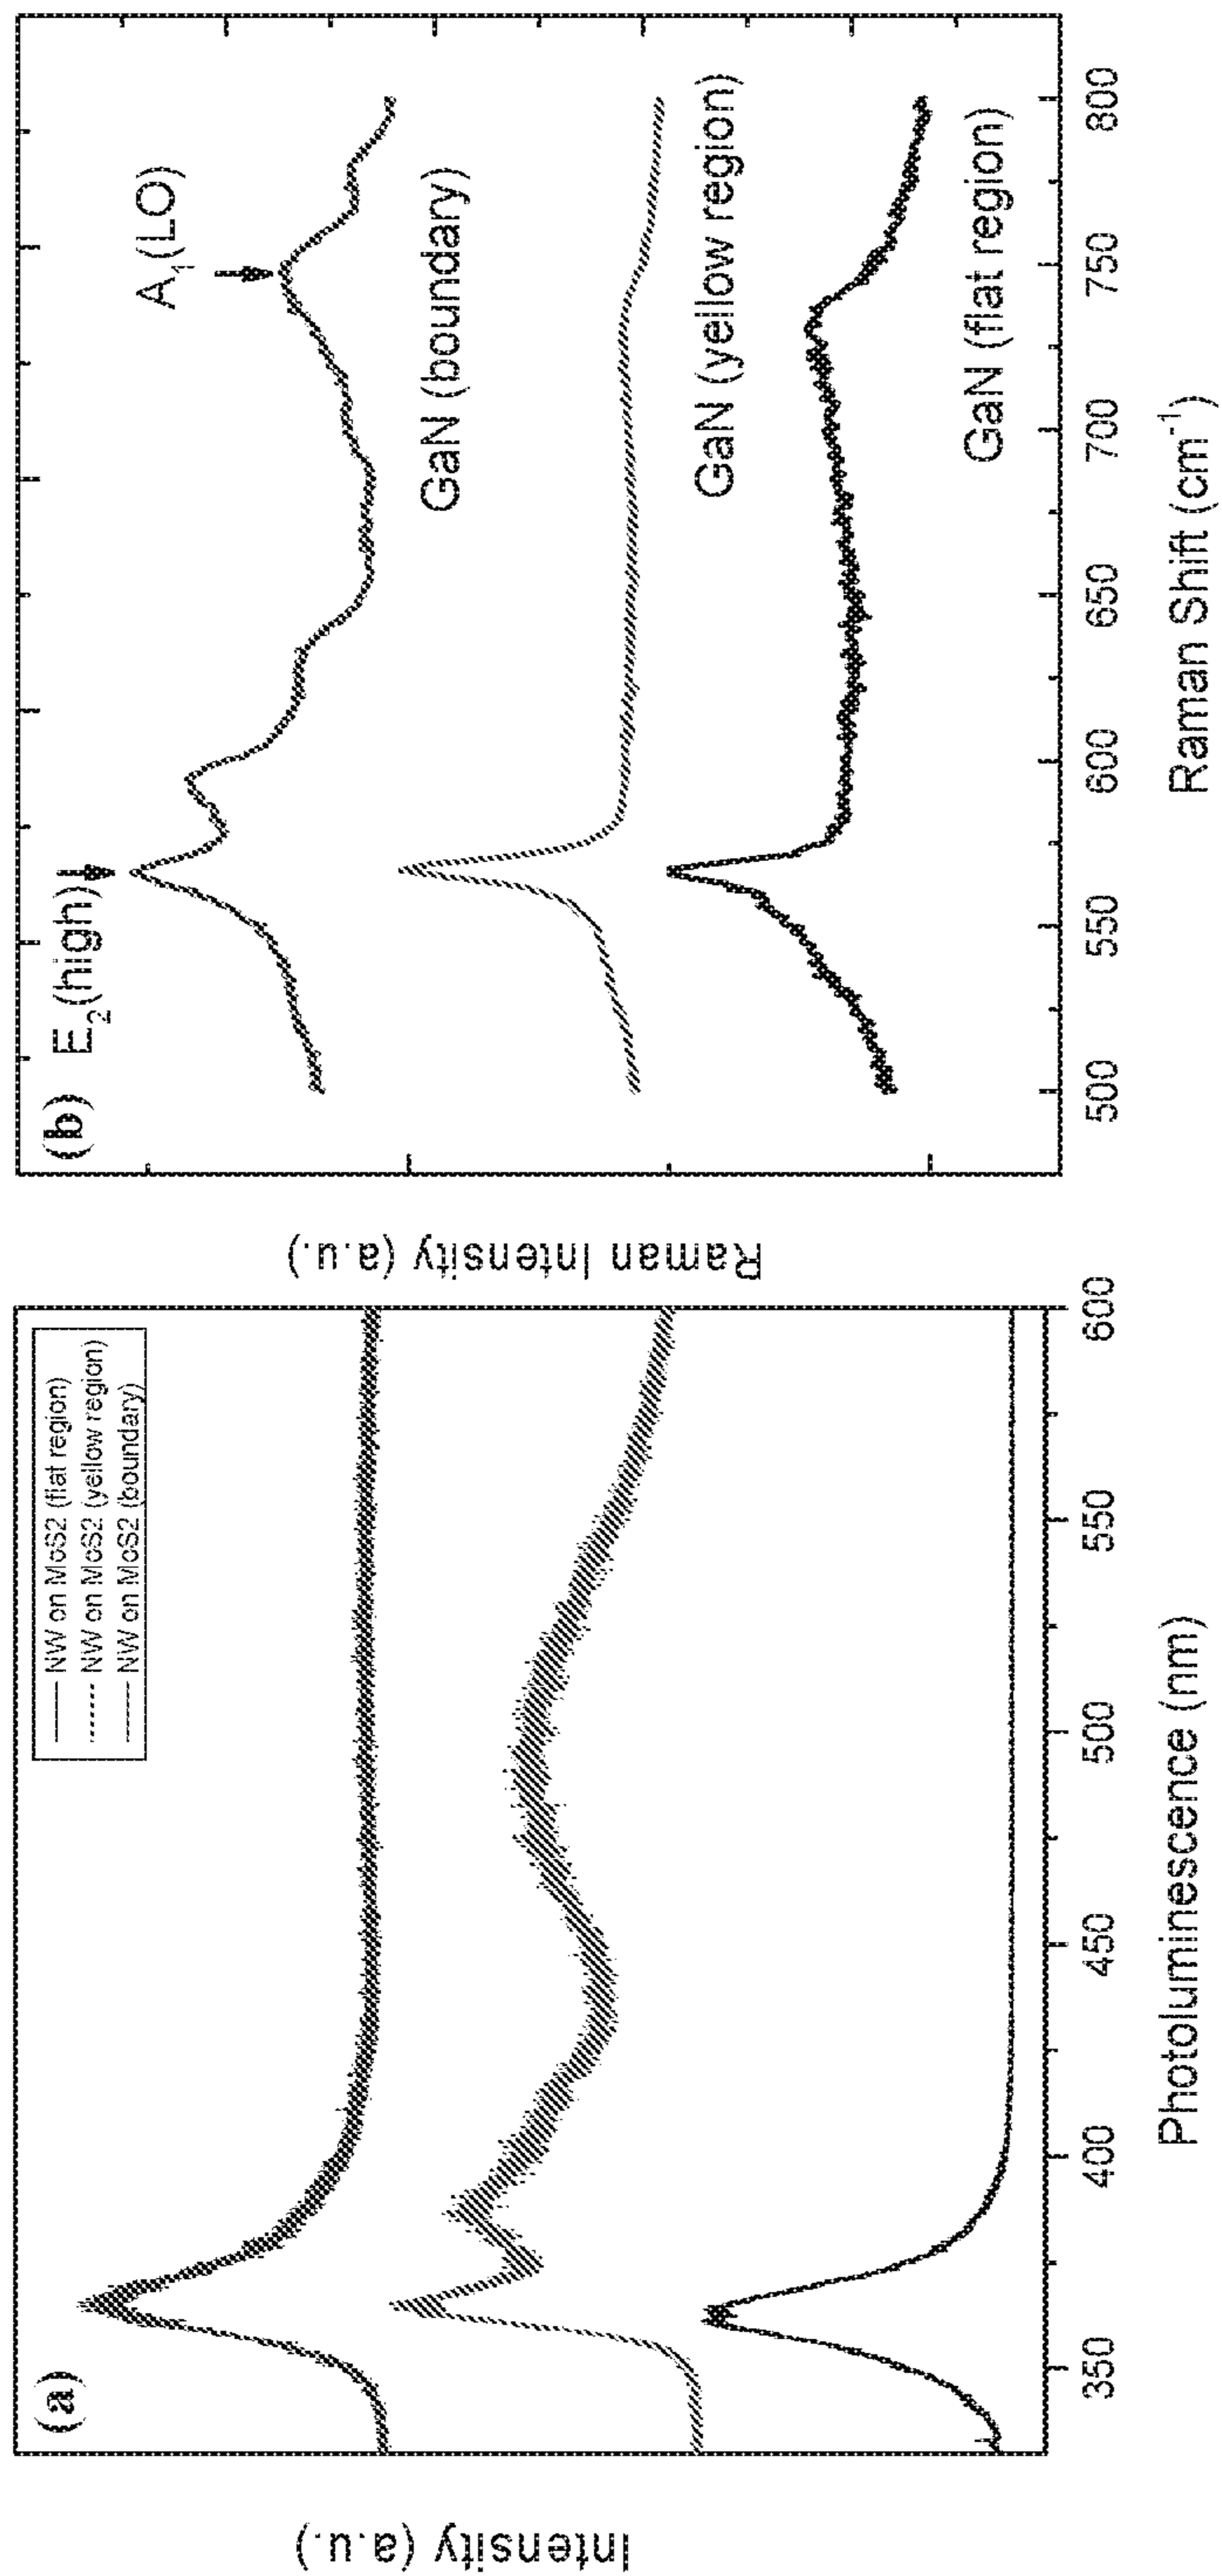 (a)
NW on MoS2 (flat region)
NW on MoS2 (yellow region)
NW on MoS2 (boundary)
Intensity (a.u.)
350 400 450 500 550 600
Photoluminescence (nm)
(b)
E2(high)
A1(LO)
GaN (boundary)
GaN (yellow region)
GaN (flat region)
Raman Intensity (a.u.)
500 550 600 650 700 750 800
Raman Shift (cm-1)